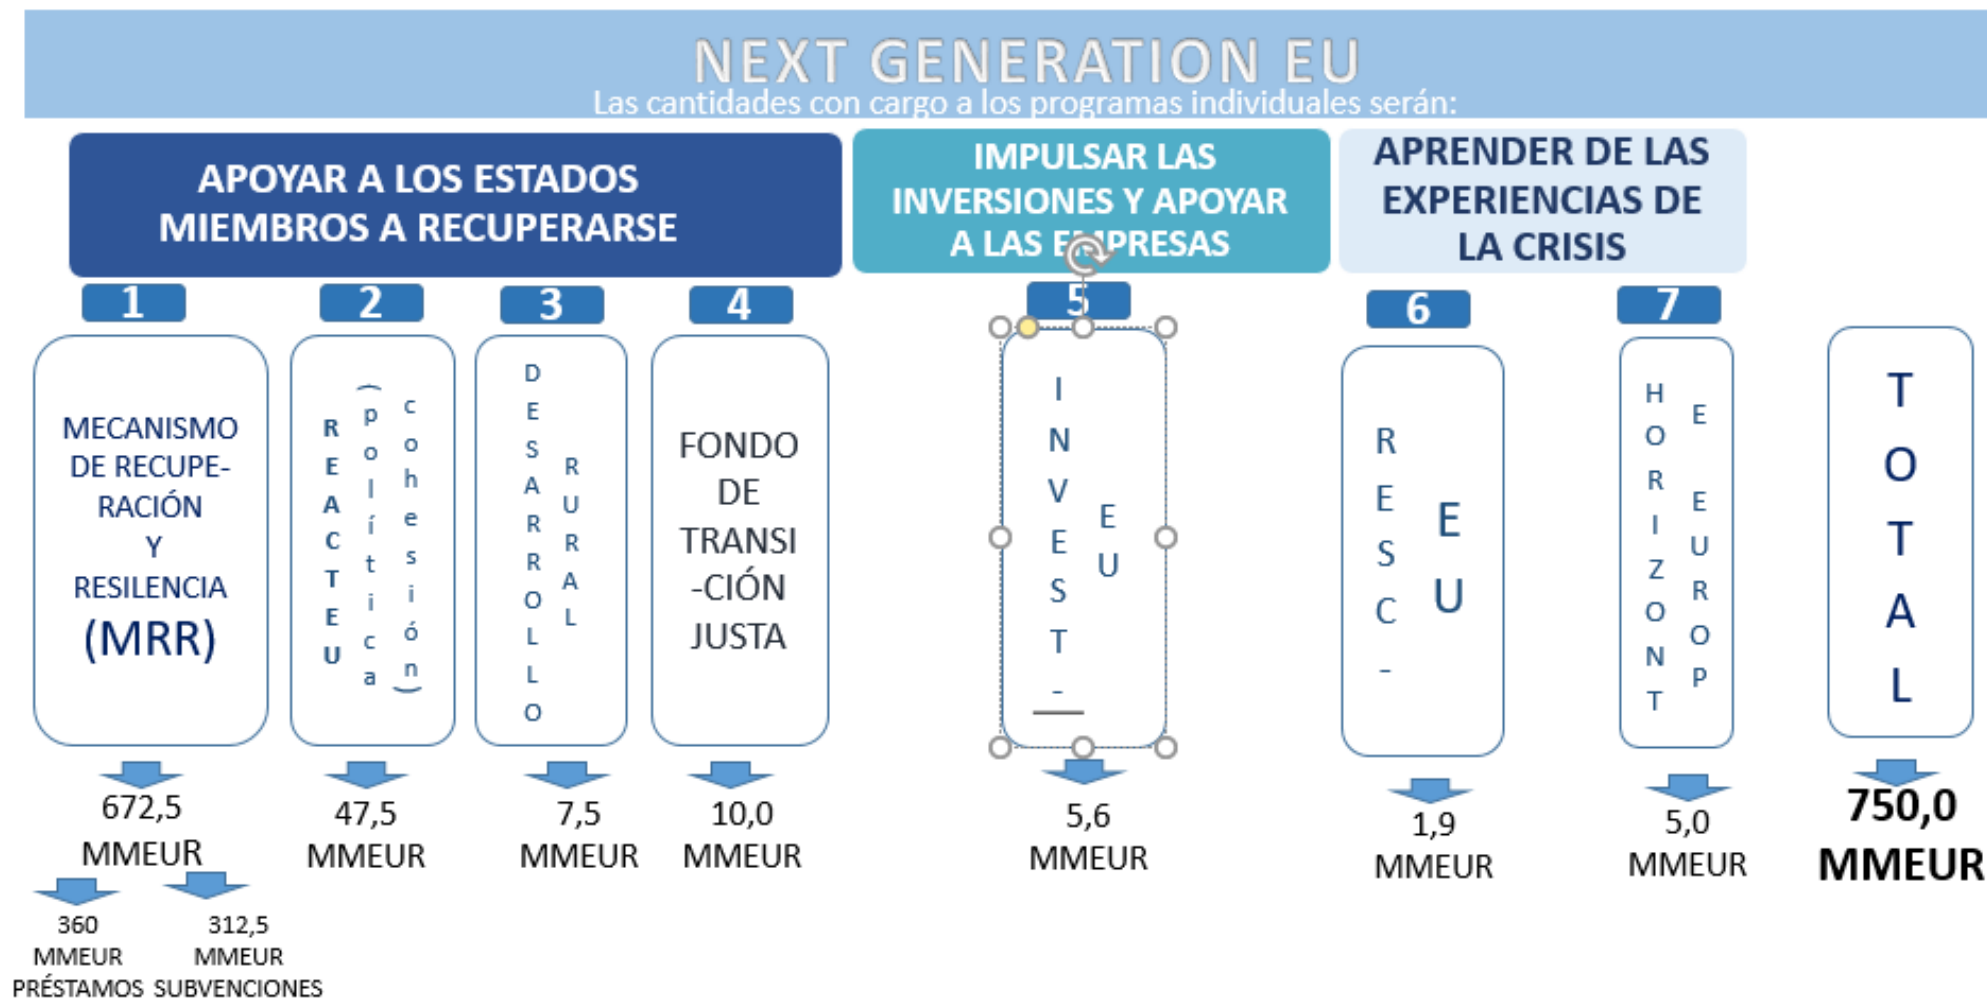 NEXT GENERATION EU
Las cantidades con cargo a los programas individuales serán:
APOYAR A LOS ESTADOS
MIEMBROS A RECUPERARSE
IMPULSAR LAS
INVERSIONES Y APOYAR
A LAS EMPRESAS
APRENDER DE LAS
EXPERIENCIAS DE
LA CRISIS
1
2
3
4
5
6
7
MECANISMO
DE RECUPE-
RACIÓN
Y
RESILENCIA
(MRR)
REACTEU
(política
cohesión)
DESARROLLO
RURAL
FONDO
DE
TRANSI
-CIÓN
JUSTA
INVEST-
EU
RESC-
EU
HORIZONT
E EUROP
TOTAL
672,5
MMEUR
47,5
MMEUR
7,5
MMEUR
10,0
MMEUR
5,6
MMEUR
1,9
MMEUR
5,0
MMEUR
750,0
MMEUR
360
MMEUR
PRÉSTAMOS
312,5
MMEUR
SUBVENCIONES